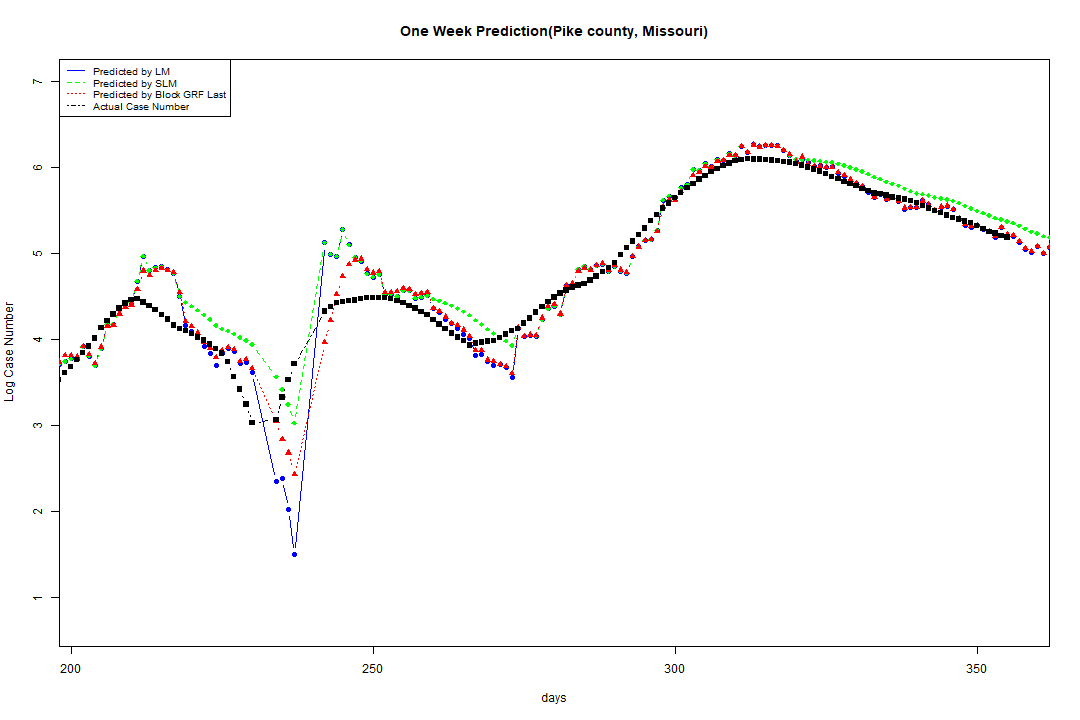 One Week Prediction(Pike county, Missouri)
Predicted by LM
Predicted by SLM
Predicted by Block GRF Last
Actual Case Number
7
6
5
4
3
2
1
Log Case Number
200
250
300
350
days